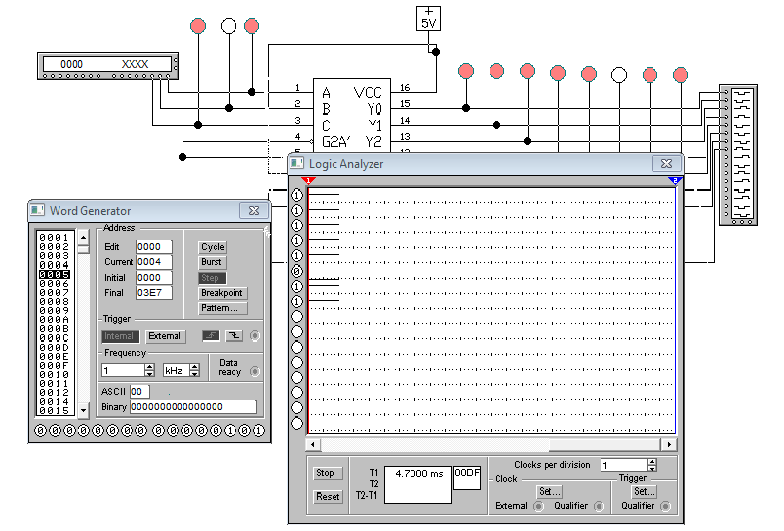 +
5V
0000 XXXX
1 A VCC 16
2 B Y0 15
3 C Y1 14
4 G2A' Y2 13
Logic Analyzer
1
2
1
1
1
1
1
0
1
1
Word Generator
0001
0002
0003
0004
0005
0006
0007
0008
0009
000A
000B
000C
000D
000E
000F
0010
0011
0012
0013
0014
0015
Address
Edit 0000
Current 0004
Initial 0000
Final 03E7
Cycle
Burst
Step
Breakpoint
Pattern...
Trigger
Internal External
Frequency
1 kHz
Data
ready
ASCII 00
Binary 0000000000000000
0 0 0 0 0 0 0 0 0 0 0 0 0 1 0 1
Stop
Reset
T1 4.7000 ms 00DF
T2
T2-T1
Clocks per division 1
Clock
Set...
External Qualifier
Trigger
Set...
Qualifier